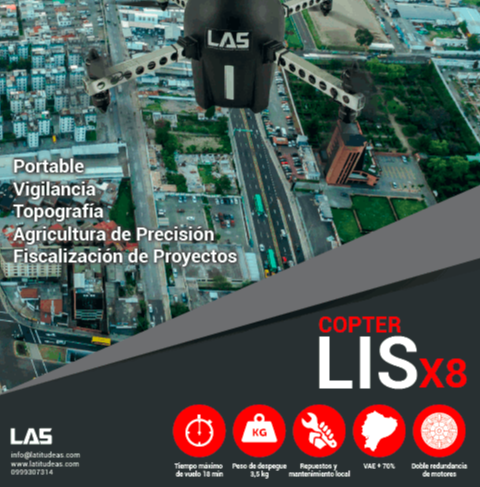 LAS
Portable
Vigilancia
Topografía
Agricultura de Precisión
Fiscalización de Proyectos
COPTER
LISX8
KG
LAS
info@latitudeas.com
www.latitudeas.com
0999307314
Tiempo máximo
de vuelo 18 min
Peso de despegue
3,5 kg
Repuestos y
mantenimiento local
VAE + 70%
Doble redundancia
de motores